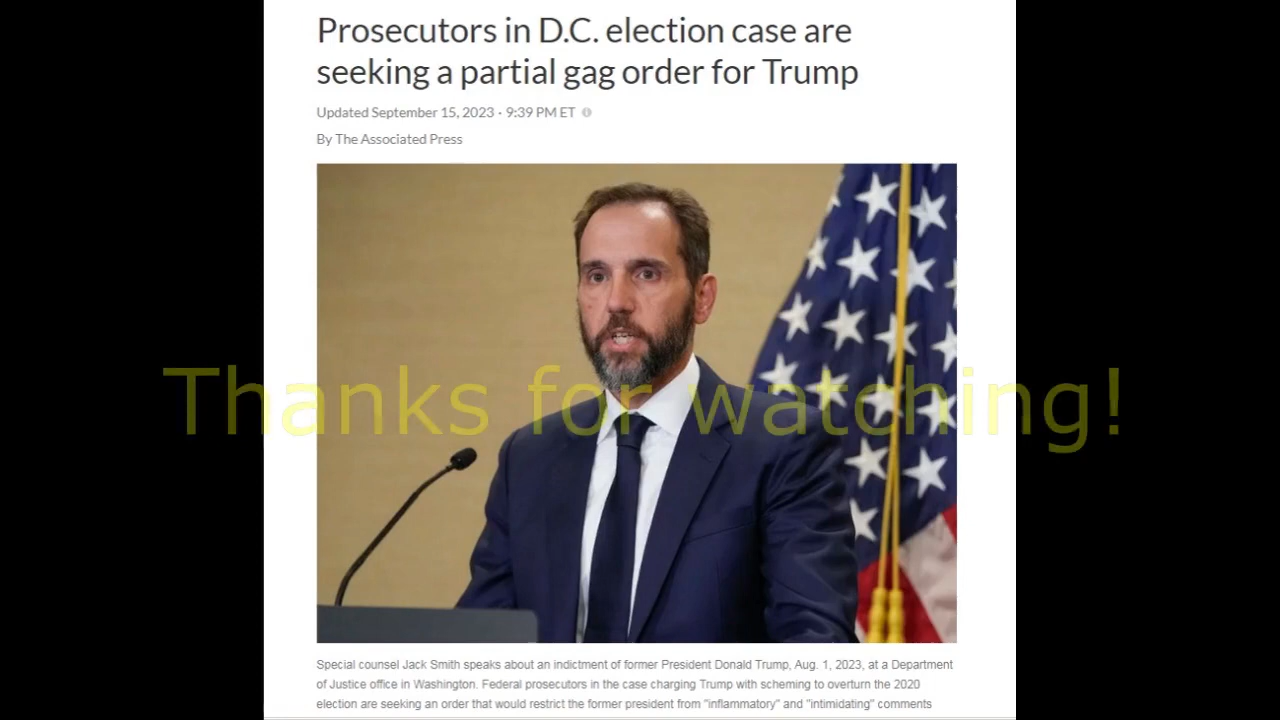 Prosecutors in D.C. election case are
seeking a partial gag order for Trump
Updated September 15, 2023 · 9:39 PM ET
By The Associated Press
Thanks for watching!
Special counsel Jack Smith speaks about an indictment of former President Donald Trump, Aug. 1, 2023, at a Department
of Justice office in Washington. Federal prosecutors in the case charging Trump with scheming to overturn the 2020
election are seeking an order that would restrict the former president from "inflammatory" and "intimidating" comments